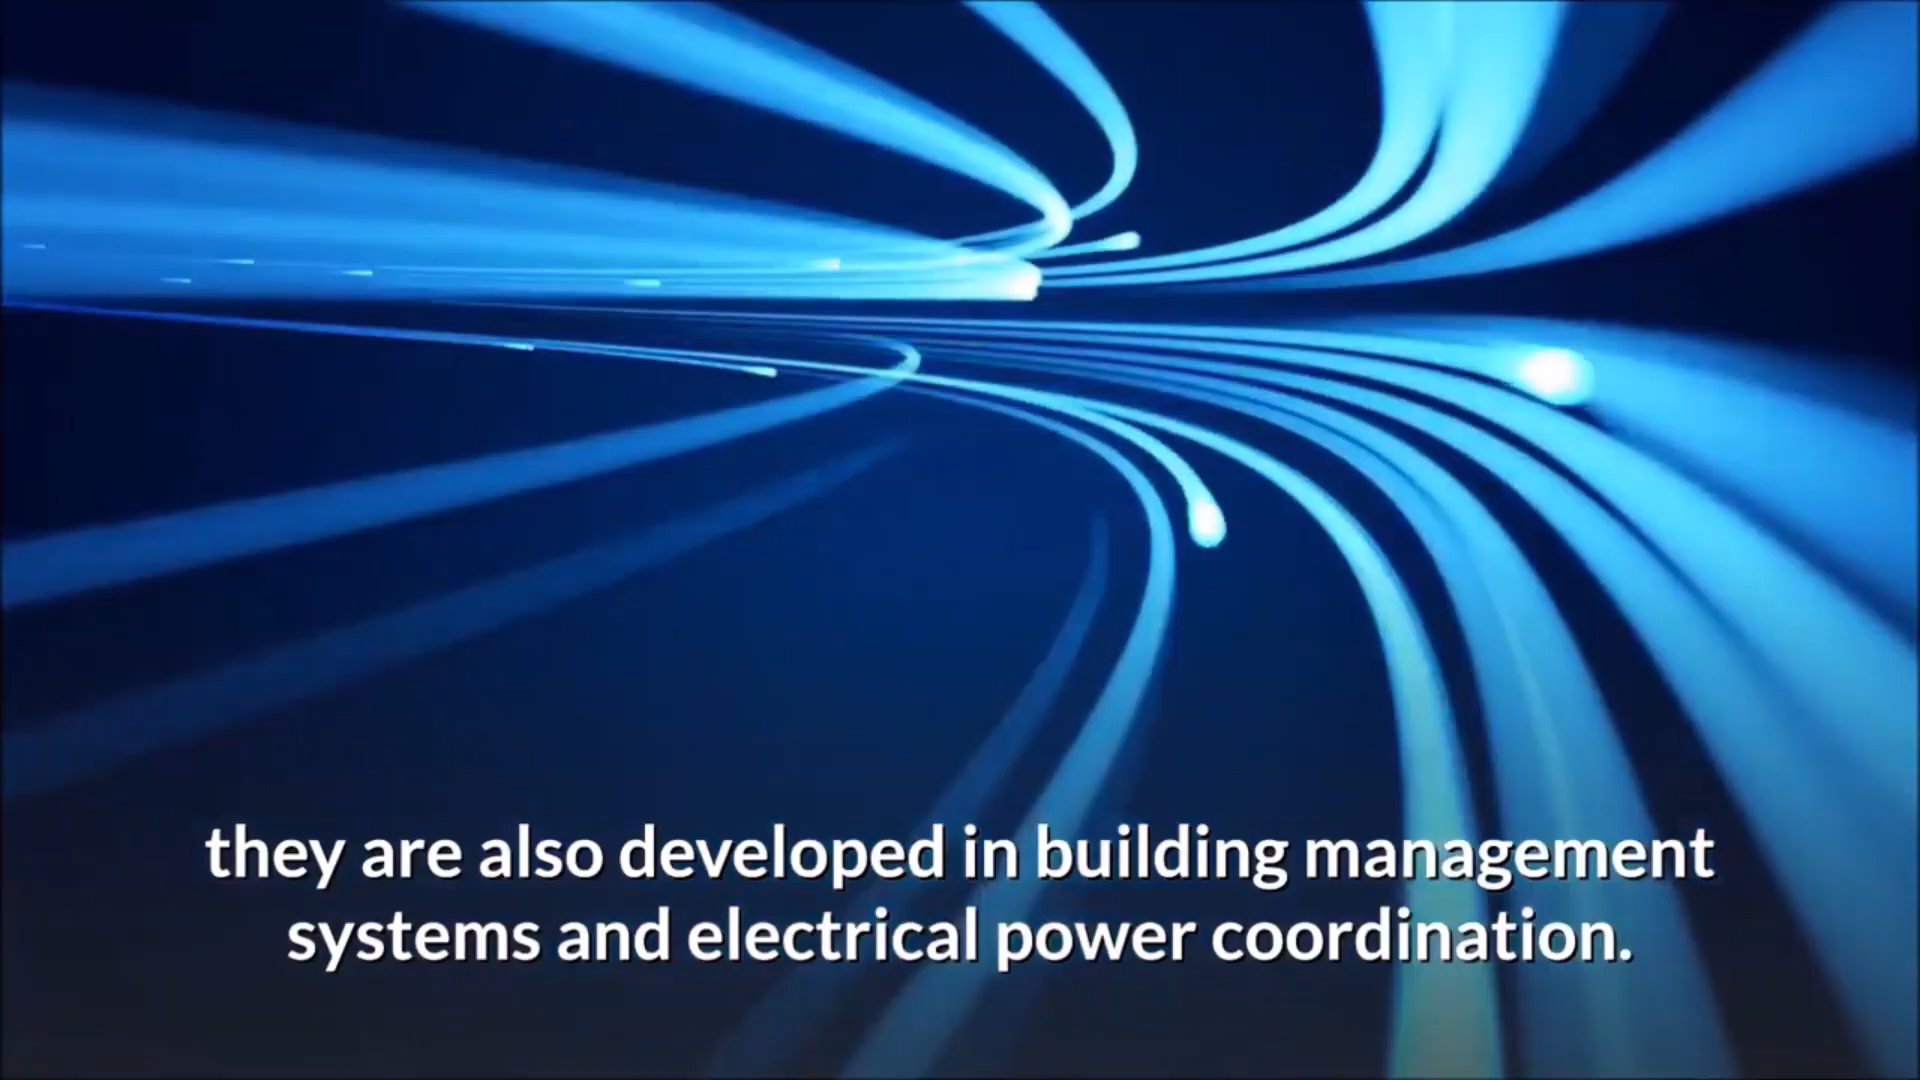 they are also developed in building management
systems and electrical power coordination.